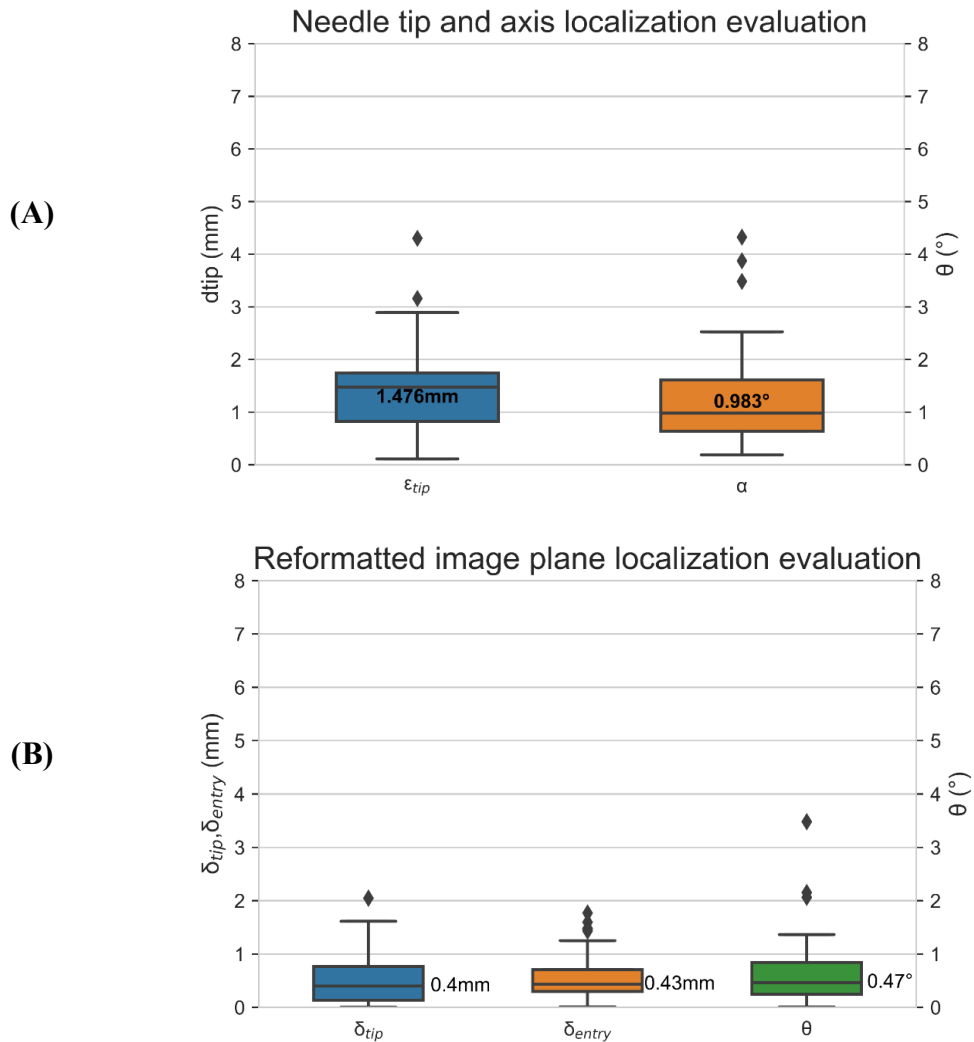 Needle tip and axis localization evaluation
(A)
dtip (mm)
8
7
6
5
4
3
2
1
0
1.476mm
0.983°
8
7
6
5
4
3
2
1
0
θ (°)
ε_tip
α
Reformatted image plane localization evaluation
(B)
δ_tip,δ_entry (mm)
8
7
6
5
4
3
2
1
0
0.4mm
0.43mm
0.47°
8
7
6
5
4
3
2
1
0
θ (°)
δ_tip
δ_entry
θ